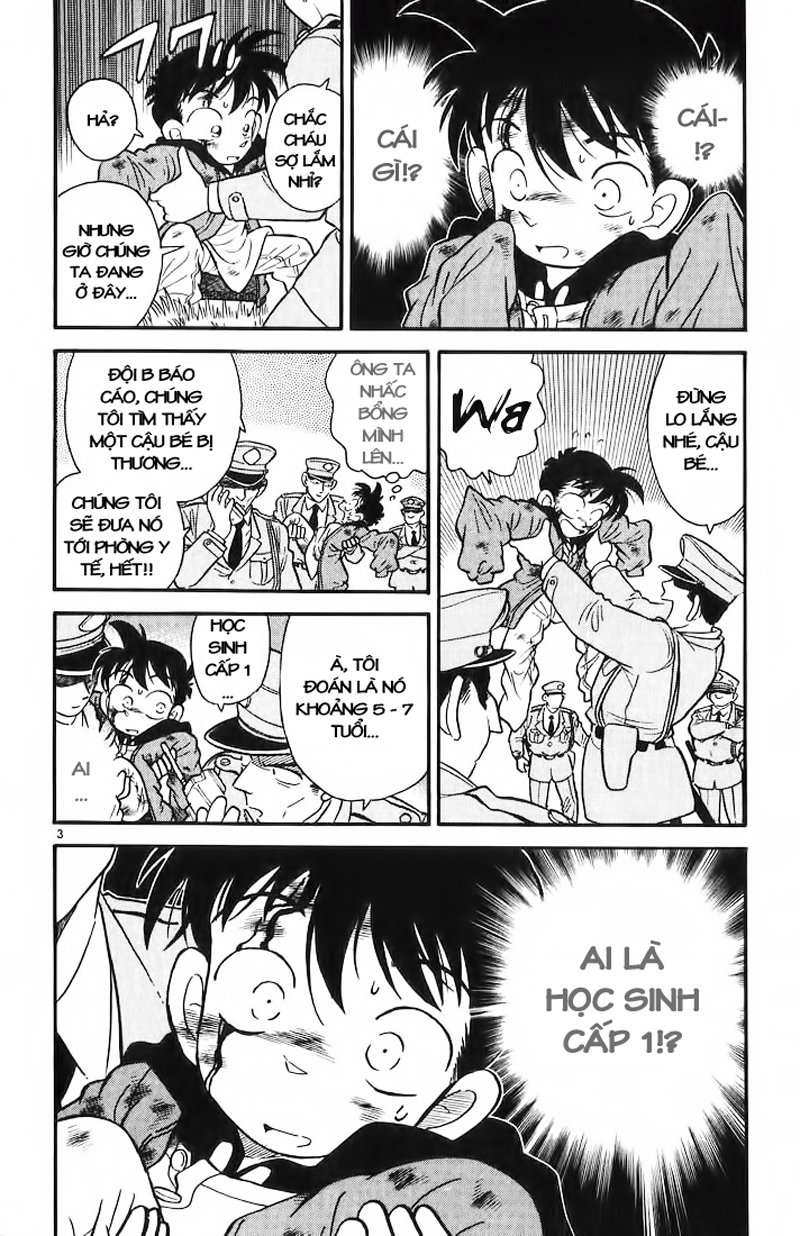 CÁI-
!?
CÁI
GÌ!?
CHẮC
CHÁU
SỢ LẮM
NHỈ?
HẢ?
NHƯNG
GIỜ CHÚNG
TA ĐANG
Ở ĐÂY...
ĐỪNG
LO LẮNG
NHÉ, CẬU
BÉ...
ÔNG TA
NHẤC
BỔNG
MÌNH
LÊN...
ĐỘI B BÁO
CÁO, CHÚNG
TÔI TÌM THẤY
MỘT CẬU BÉ BỊ
THƯƠNG...
CHÚNG TÔI
SẼ ĐƯA NÓ
TỚI PHÒNG Y
TẾ, HẾT!!
À, TÔI
ĐOÁN LÀ NÓ
KHOẢNG 5 - 7
TUỔI...
HỌC
SINH
CẤP 1
...
AI
...
3
AI LÀ
HỌC SINH
CẤP 1!?